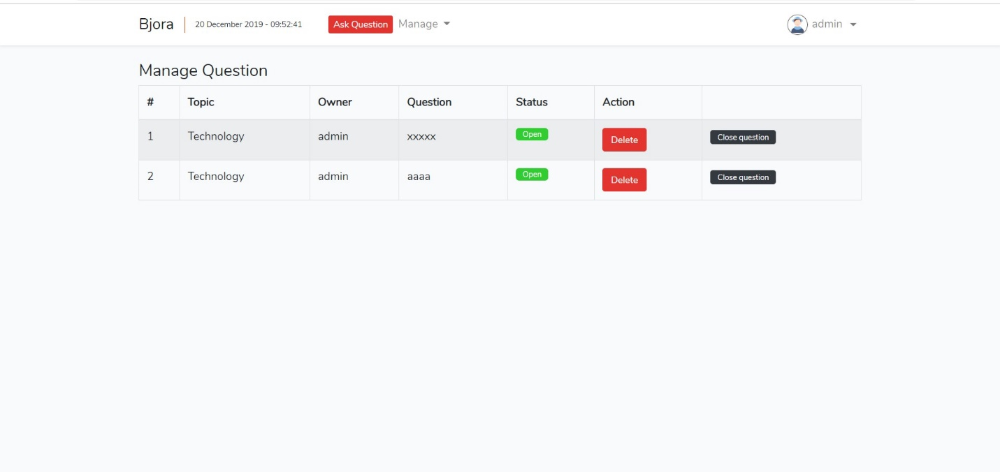 Bjora 20 December 2019 - 09:52:41 Ask Question Manage admin
Manage Question
# Topic Owner Question Status Action
1 Technology admin xxxxx Open Delete Close question
2 Technology admin aaaa Open Delete Close question